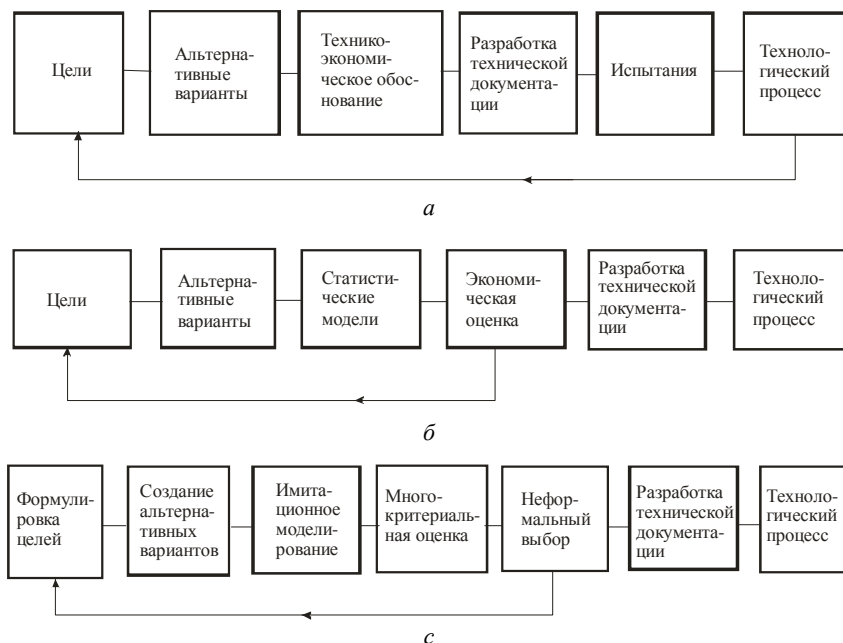 Цели
Альтерна-
тивные
варианты
Технико-
экономи-
ческое обос-
нование
Разработка
технической
документа-
ции
Испытания
Техноло-
гический
процесс
а
Цели
Альтерна-
тивные
варианты
Статисти-
ческие
модели
Экономи-
ческая
оценка
Разработка
технической
документа-
ции
Техноло-
гический
процесс
б
Формули-
ровка
целей
Создание
альтерна-
тивных
вариантов
Имита-
ционное
модели-
рование
Много-
критериаль-
ная оценка
Нефор-
мальный
выбор
Разработка
технической
документа-
ции
Техноло-
гический
процесс
с